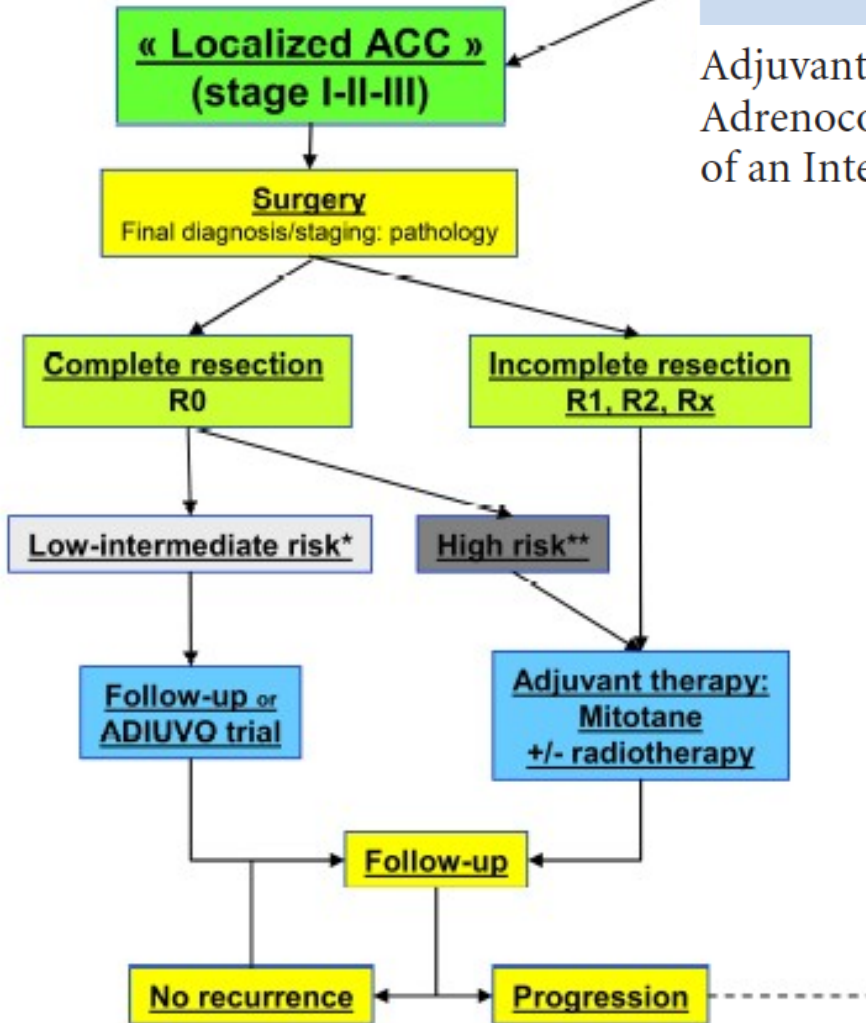 « Localized ACC »
(stage I-II-III)
Adjuvant
Adrenoco
of an Inte
Surgery
Final diagnosis/staging: pathology
Complete resection
R0
Incomplete resection
R1, R2, Rx
Low-intermediate risk*
High risk**
Follow-up or
ADIUVO trial
Adjuvant therapy:
Mitotane
+/- radiotherapy
Follow-up
No recurrence
Progression